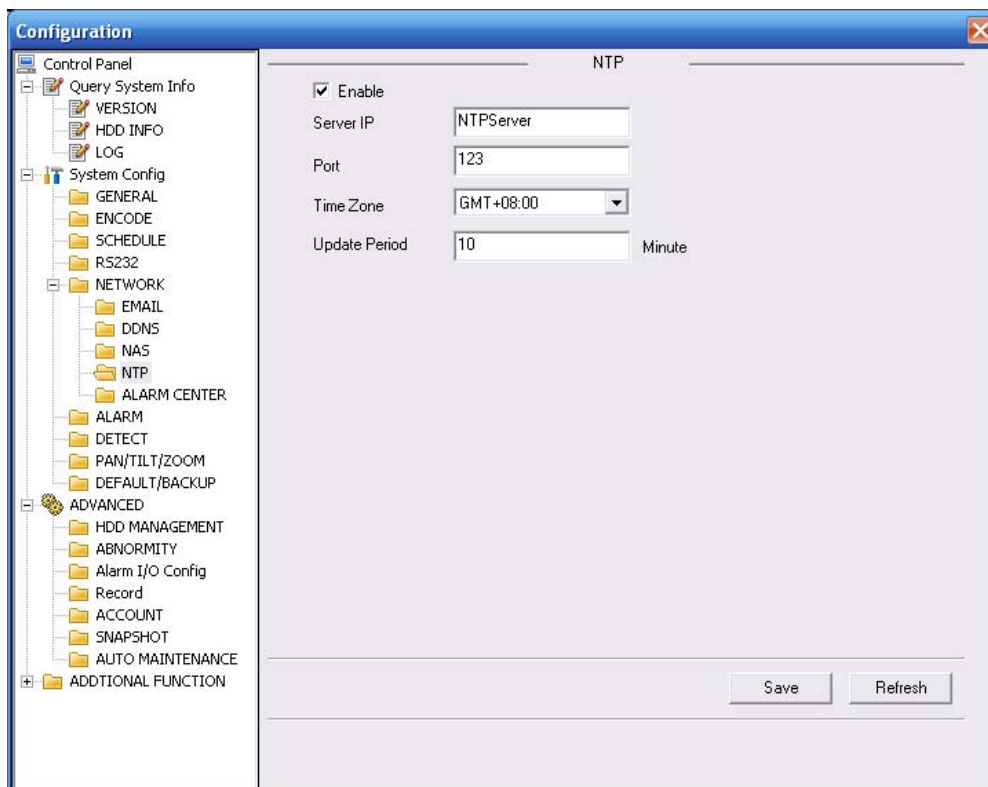 Configuration
Control Panel
Query System Info
VERSION
HDD INFO
LOG
System Config
GENERAL
ENCODE
SCHEDULE
RS232
NETWORK
EMAIL
DDNS
NAS
NTP
ALARM CENTER
ALARM
DETECT
PAN/TILT/ZOOM
DEFAULT/BACKUP
ADVANCED
HDD MANAGEMENT
ABNORMITY
Alarm I/O Config
Record
ACCOUNT
SNAPSHOT
AUTO MAINTENANCE
ADDTIONAL FUNCTION
NTP
Enable
Server IP NTPServer
Port 123
Time Zone GMT+08:00
Update Period 10 Minute
Save Refresh